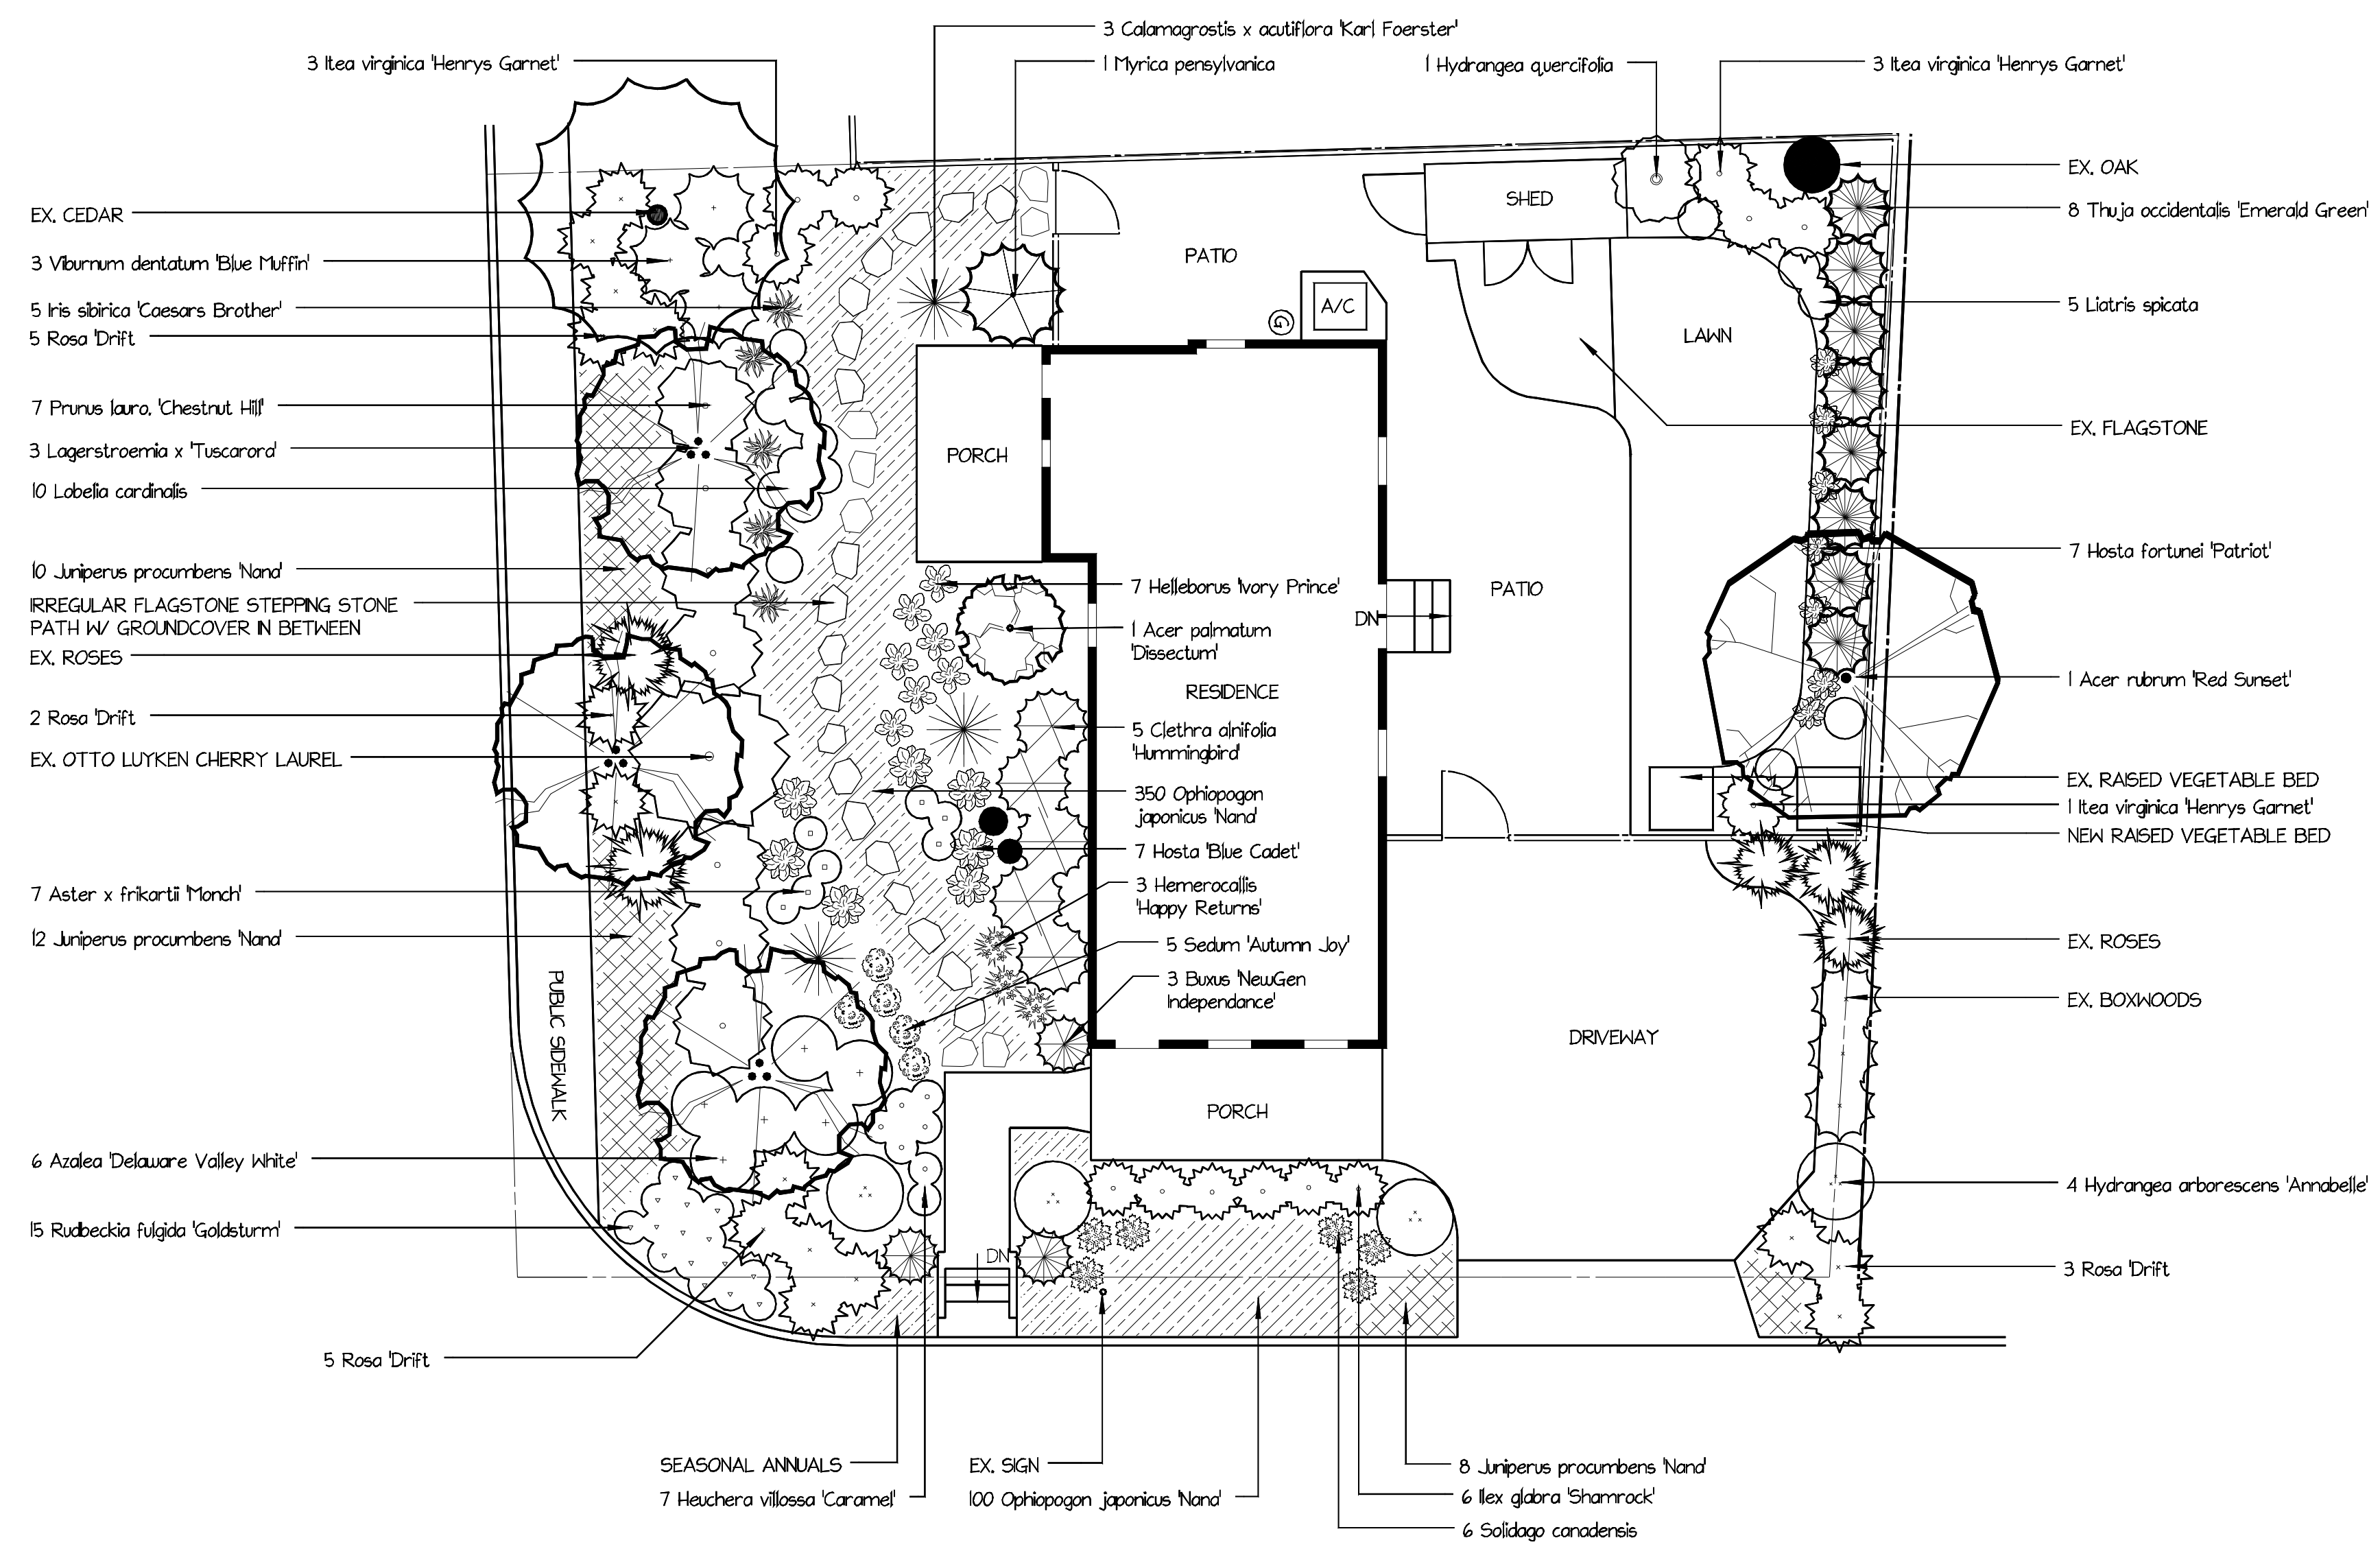 3 Calamagrostis x acutiflora 'Karl Foerster'
3 Itea virginica 'Henrys Garnet'
1 Myrica pensylvanica
1 Hydrangea quercifolia
3 Itea virginica 'Henrys Garnet'
EX. CEDAR
3 Viburnum dentatum 'Blue Muffin'
5 Iris sibirica 'Caesars Brother'
5 Rosa 'Drift
7 Prunus lauro. 'Chestnut Hill'
3 Lagerstroemia x 'Tuscarora'
10 Lobelia cardinalis
10 Juniperus procumbens 'Nana'
IRREGULAR FLAGSTONE STEPPING STONE
PATH W/ GROUNDCOVER IN BETWEEN
EX. ROSES
2 Rosa 'Drift
EX. OTTO LUYKEN CHERRY LAUREL
7 Aster x frikartii 'Monch'
12 Juniperus procumbens 'Nana'
6 Azalea 'Delaware Valley White'
15 Rudbeckia fulgida 'Goldsturm'
5 Rosa 'Drift
PUBLIC SIDEWALK
SHED
PATIO
A/C
G
LAWN
PORCH
7 Helleborus 'Ivory Prince'
1 Acer palmatum
'Dissectum'
RESIDENCE
5 Clethra alnifolia
'Hummingbird'
350 Ophiopogon
japonicus 'Nana'
7 Hosta 'Blue Cadet'
3 Hemerocallis
'Happy Returns'
5 Sedum 'Autumn Joy'
3 Buxus 'NewGen
Independance'
PORCH
DN
PATIO
DRIVEWAY
DN
EX. OAK
8 Thuja occidentalis 'Emerald Green'
5 Liatris spicata
EX. FLAGSTONE
7 Hosta fortunei 'Patriot'
1 Acer rubrum 'Red Sunset'
EX. RAISED VEGETABLE BED
1 Itea virginica 'Henrys Garnet'
NEW RAISED VEGETABLE BED
EX. ROSES
EX. BOXWOODS
4 Hydrangea arborescens 'Annabelle'
3 Rosa 'Drift
SEASONAL ANNUALS
7 Heuchera villossa 'Caramel'
EX. SIGN
100 Ophiopogon japonicus 'Nana'
8 Juniperus procumbens 'Nana'
6 Ilex glabra 'Shamrock'
6 Solidago canadensis